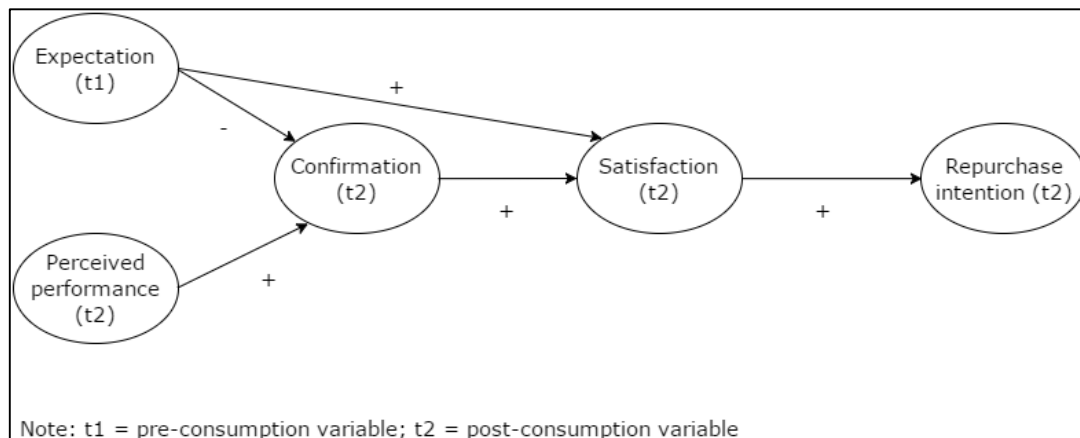 Expectation
(t1)
+
-
Confirmation
(t2)
Satisfaction
(t2)
Repurchase
intention (t2)
+
+
Perceived
performance
(t2)
+
Note: t1 = pre-consumption variable; t2 = post-consumption variable